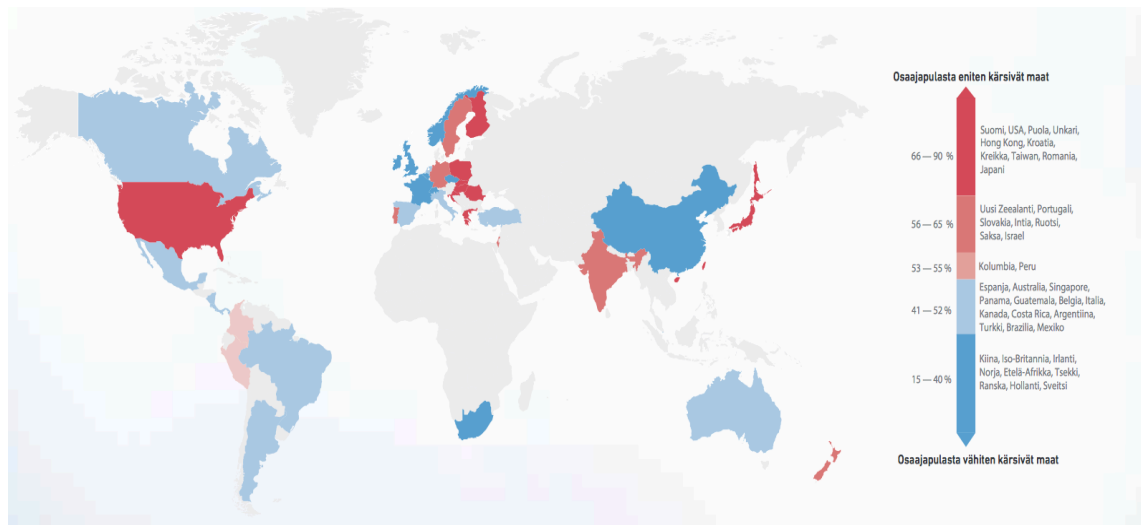 Osaajapulasta eniten kärsivät maat
66 — 90 %
Suomi, USA, Puola, Unkari,
Hong Kong, Kroatia,
Kreikka, Taiwan, Romania,
Japani
56 — 65 %
Uusi Zeealanti, Portugali,
Slovakia, Intia, Ruotsi,
Saksa, Israel
53 — 55 %
Kolumbia, Peru
41 — 52 %
Espanja, Australia, Singapore,
Panama, Guatemala, Belgia, Italia,
Kanada, Costa Rica, Argentiina,
Turkki, Brazilia, Mexiko
15 — 40 %
Kiina, Iso-Britannia, Irlanti,
Norja, Etelä-Afrikka, Tsekki,
Ranska, Hollanti, Sveitsi
Osaajapulasta vähiten kärsivät maat